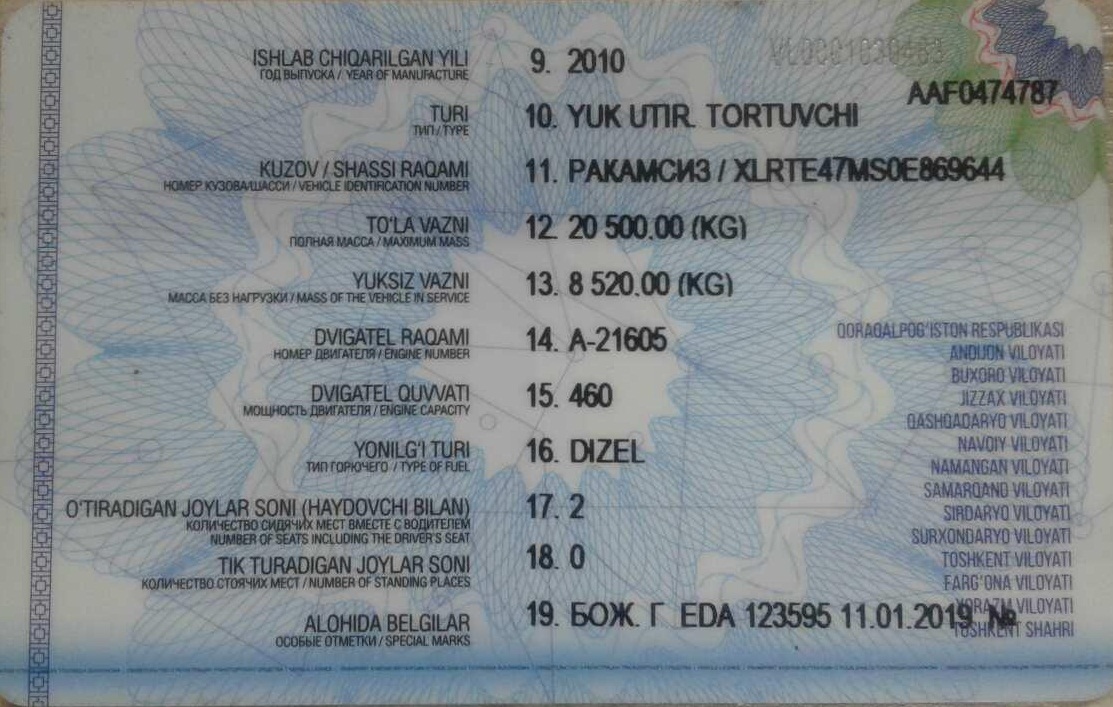 ISHLAB CHIQARILGAN YILI 9. 2010
ГОД ВЫПУСКА / YEAR OF MANUFACTURE
AAF0474787
TURI 10. YUK UTIR. TORTUVCHI
ТИП / TYPE
KUZOV / SHASSI RAQAMI 11. РАКАМСИЗ / XLRTE47MS0E869644
НОМЕР КУЗОВА/ШАССИ / VEHICLE IDENTIFICATION NUMBER
TO'LA VAZNI 12. 20 500.00 (KG)
ПОЛНАЯ МАССА / MAXIMUM MASS
YUKSIZ VAZNI 13. 8 520.00 (KG)
МАССА БЕЗ НАГРУЗКИ / MASS OF THE VEHICLE IN SERVICE
DVIGATEL RAQAMI 14. A-21605
НОМЕР ДВИГАТЕЛЯ / ENGINE NUMBER
DVIGATEL QUVVATI 15. 460
МОЩНОСТЬ ДВИГАТЕЛЯ / ENGINE CAPACITY
YONILG'I TURI 16. DIZEL
ТИП ГОРЮЧЕГО / TYPE OF FUEL
O'TIRADIGAN JOYLAR SONI (HAYDOVCHI BILAN) 17. 2
КОЛИЧЕСТВО СИДЯЧИХ МЕСТ ВМЕСТЕ С ВОДИТЕЛЕМ
NUMBER OF SEATS INCLUDING THE DRIVER'S SEAT
TIK TURADIGAN JOYLAR SONI 18. 0
КОЛИЧЕСТВО СТОЯЧИХ МЕСТ / NUMBER OF STANDING PLACES
ALOHIDA BELGILAR 19. БОЖ. Г EDA 123595 11.01.2019 №
ОСОБЫЕ ОТМЕТКИ / SPECIAL MARKS
QORAQALPOG'ISTON RESPUBLIKASI
ANDIJON VILOYATI
BUXORO VILOYATI
JIZZAX VILOYATI
QASHQADARYO VILOYATI
NAVOIY VILOYATI
NAMANGAN VILOYATI
SAMARQAND VILOYATI
SIRDARYO VILOYATI
SURXONDARYO VILOYATI
TOSHKENT VILOYATI
FARG'ONA VILOYATI
XORAZM VILOYATI
TOSHKENT SHAHRI